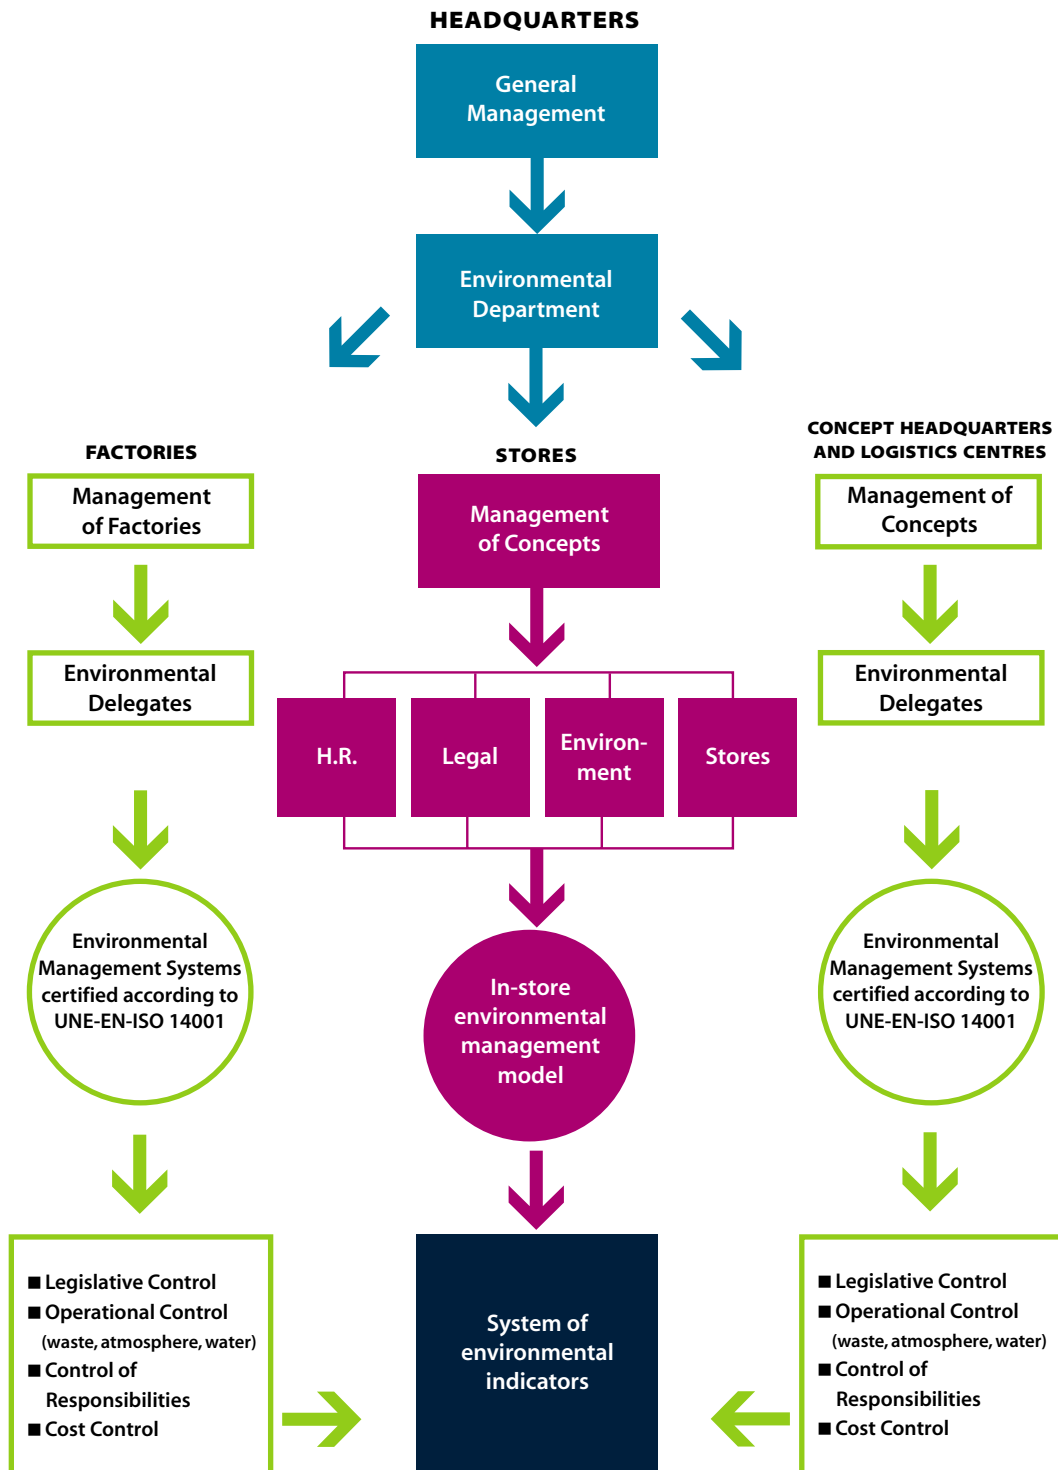 HEADQUARTERS
General
Management
Environmental
Department
FACTORIES
Management
of Factories
Environmental
Delegates
Environmental
Management Systems
certified according to
UNE-EN-ISO 14001
■ Legislative Control
■ Operational Control
(waste, atmosphere, water)
■ Control of
Responsibilities
■ Cost Control
STORES
Management
of Concepts
H.R.
Legal
Environ-
ment
Stores
In-store
environmental
management
model
System of
environmental
indicators
CONCEPT HEADQUARTERS
AND LOGISTICS CENTRES
Management of
Concepts
Environmental
Delegates
Environmental
Management Systems
certified according to
UNE-EN-ISO 14001
■ Legislative Control
■ Operational Control
(waste, atmosphere, water)
■ Control of
Responsibilities
■ Cost Control